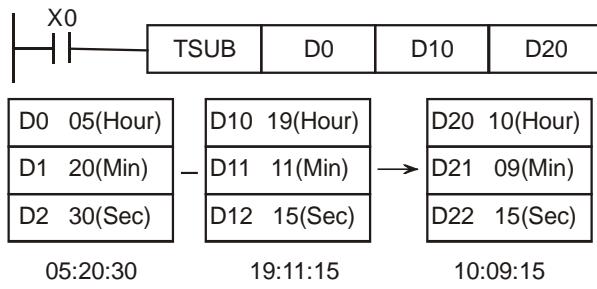 X0
TSUB D0 D10 D20
D0 05(Hour) D10 19(Hour) D20 10(Hour)
D1 20(Min) – D11 11(Min) → D21 09(Min)
D2 30(Sec) D12 15(Sec) D22 15(Sec)
05:20:30 19:11:15 10:09:15